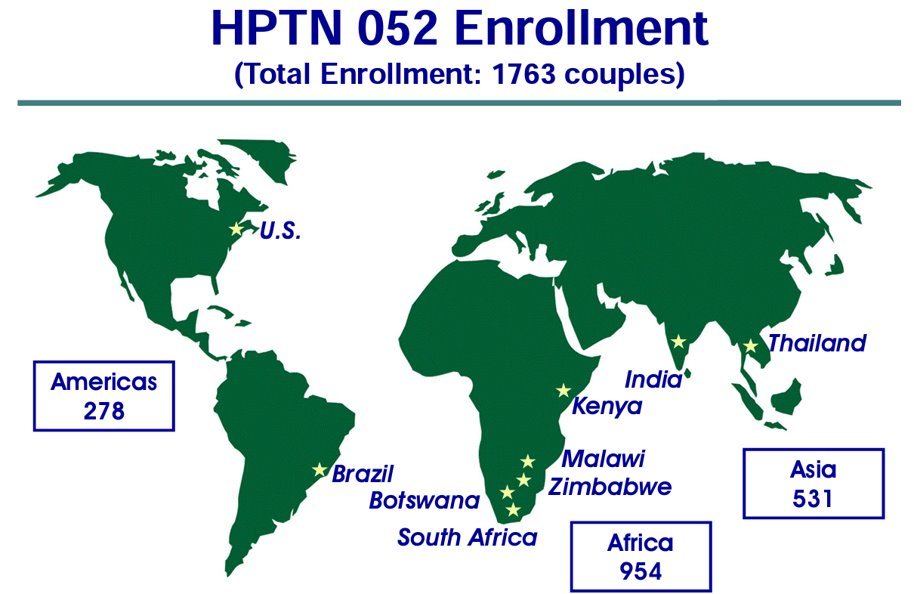 HPTN 052 Enrollment
(Total Enrollment: 1763 couples)
U.S.
Thailand
Americas
278
India
Kenya
Brazil
Malawi
Botswana
Zimbabwe
Asia
531
South Africa
Africa
954